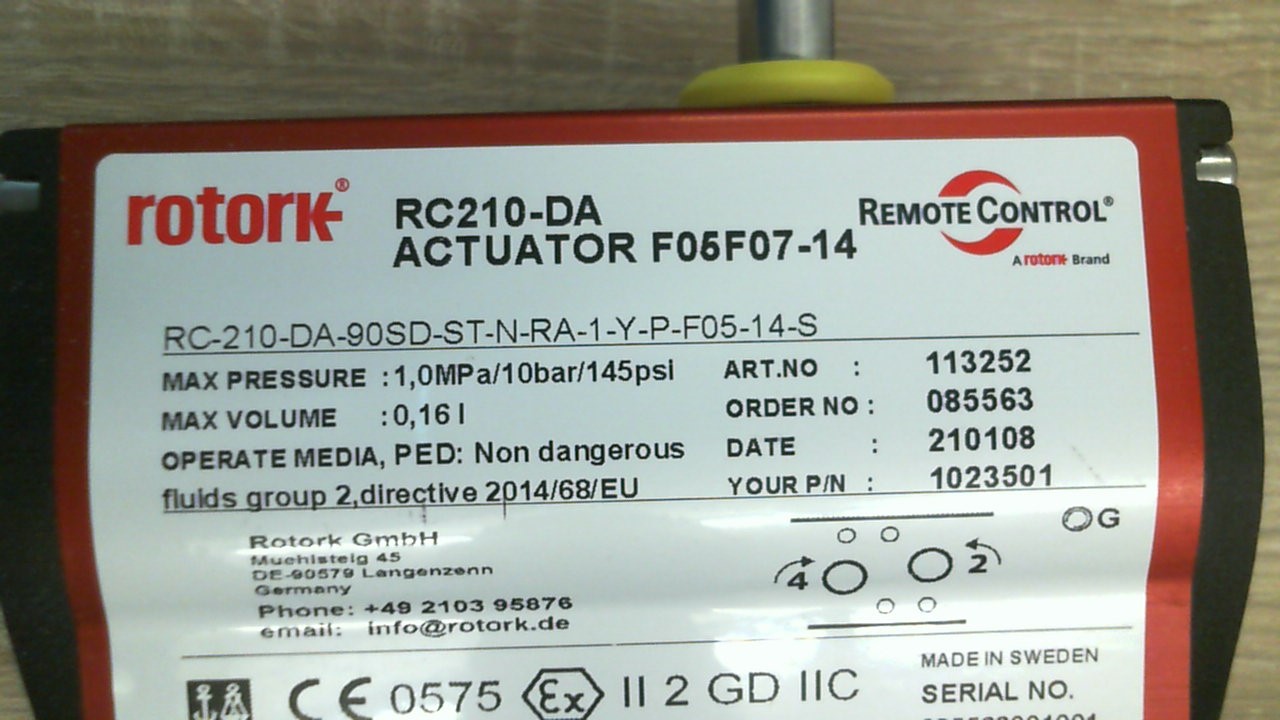 rotork®
RC210-DA
ACTUATOR F05F07-14
REMOTE CONTROL®
A rotork Brand
RC-210-DA-90SD-ST-N-RA-1-Y-P-F05-14-S
MAX PRESSURE :1,0MPa/10bar/145psi
ART.NO : 113252
MAX VOLUME :0,16 l
ORDER NO : 085563
OPERATE MEDIA, PED: Non dangerous
DATE : 210108
fluids group 2,directive 2014/68/EU
YOUR P/N : 1023501
G
Rotork GmbH
Muehlsteig 45
DE-90579 Langenzenn
Germany
Phone: +49 2103 95876
email: info@rotork.de
4 2
MADE IN SWEDEN
CE 0575 Ex II 2 GD IIC
SERIAL NO.